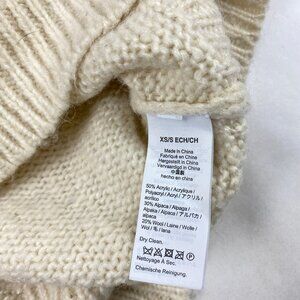 XS/S ECH/CH
Made in China
Fabriqué en Chine
Hergestellt in China
Vervaardigd in China
中国製
hecho en china
50% Acrylic / Acrylique /
Polyacryl / Acryl / アクリル /
acrílico
30% Alpaca / Alpaga /
Alpaka / Alpaca / アルパカ /
alpaca
20% Wool / Laine / Wolle /
Wol / 毛 / lana
Dry Clean.
Nettoyage À Sec.
Chemische Reinigung.